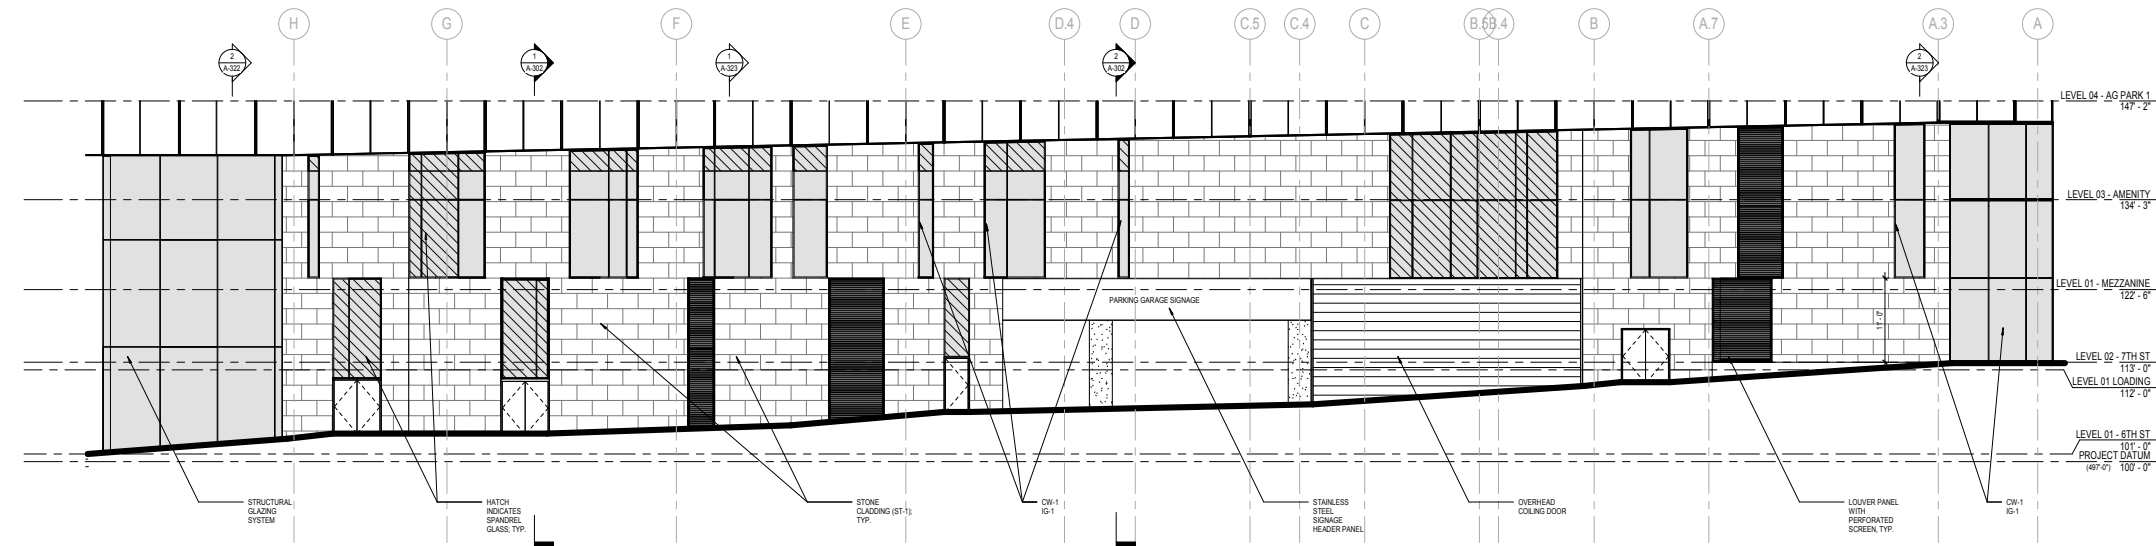 H
G
F
E
D.4
D
C.5
C.4
C
B.5
B.4
B
A.7
A.3
A
2
A-322
1
A-302
1
A-323
2
A-302
2
A-323
LEVEL 04 - AG PARK 1
147' - 2"
LEVEL 03 - AMENITY
134' - 3"
LEVEL 01 - MEZZANINE
122' - 6"
PARKING GARAGE SIGNAGE
11' - 0"
LEVEL 02 - 7TH ST
113' - 0"
LEVEL 01 LOADING
112' - 0"
LEVEL 01 - 6TH ST
101' - 0"
PROJECT DATUM
(497'-0") 100' - 0"
STRUCTURAL
GLAZING
SYSTEM
HATCH
INDICATES
SPANDREL
GLASS, TYP.
STONE
CLADDING (ST-1);
TYP.
CW-1
IG-1
STAINLESS
STEEL
SIGNAGE
HEADER PANEL
OVERHEAD
COILING DOOR
LOUVER PANEL
WITH
PERFORATED
SCREEN, TYP.
CW-1
IG-1